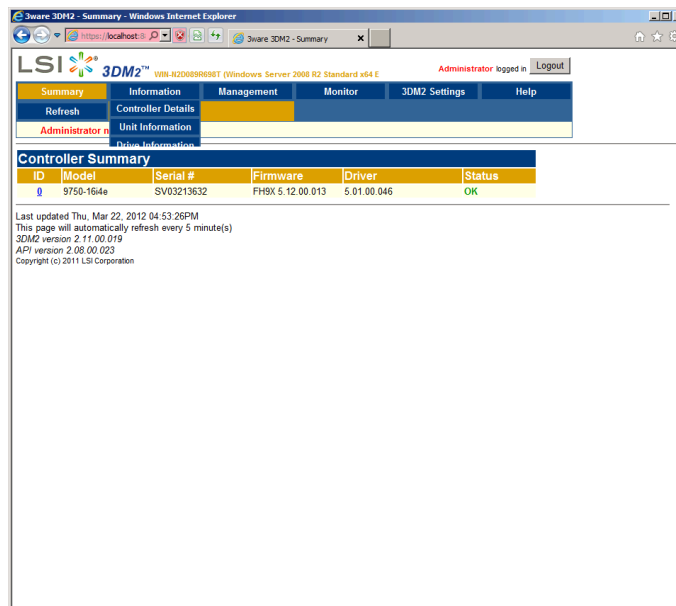 3ware 3DM2 - Summary - Windows Internet Explorer
https://localhost:8 3ware 3DM2 - Summary
LSI 3DM2™ WIN-N2O089R698T (Windows Server 2008 R2 Standard x64 E Administrator logged in Logout
Summary Information Management Monitor 3DM2 Settings Help
Refresh Controller Details
Administrator n Unit Information
Drive Information
Controller Summary
ID Model Serial # Firmware Driver Status
0 9750-16i4e SV03213632 FH9X 5.12.00.013 5.01.00.046 OK
Last updated Thu, Mar 22, 2012 04:53:26PM
This page will automatically refresh every 5 minute(s)
3DM2 version 2.11.00.019
API version 2.08.00.023
Copyright (c) 2011 LSI Corporation